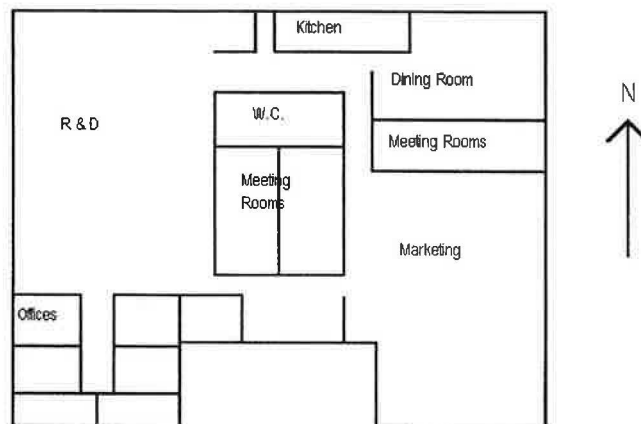 Kitchen
Dining Room
N
W.C.
R & D
Meeting Rooms
Meeting
Rooms
Marketing
Offices